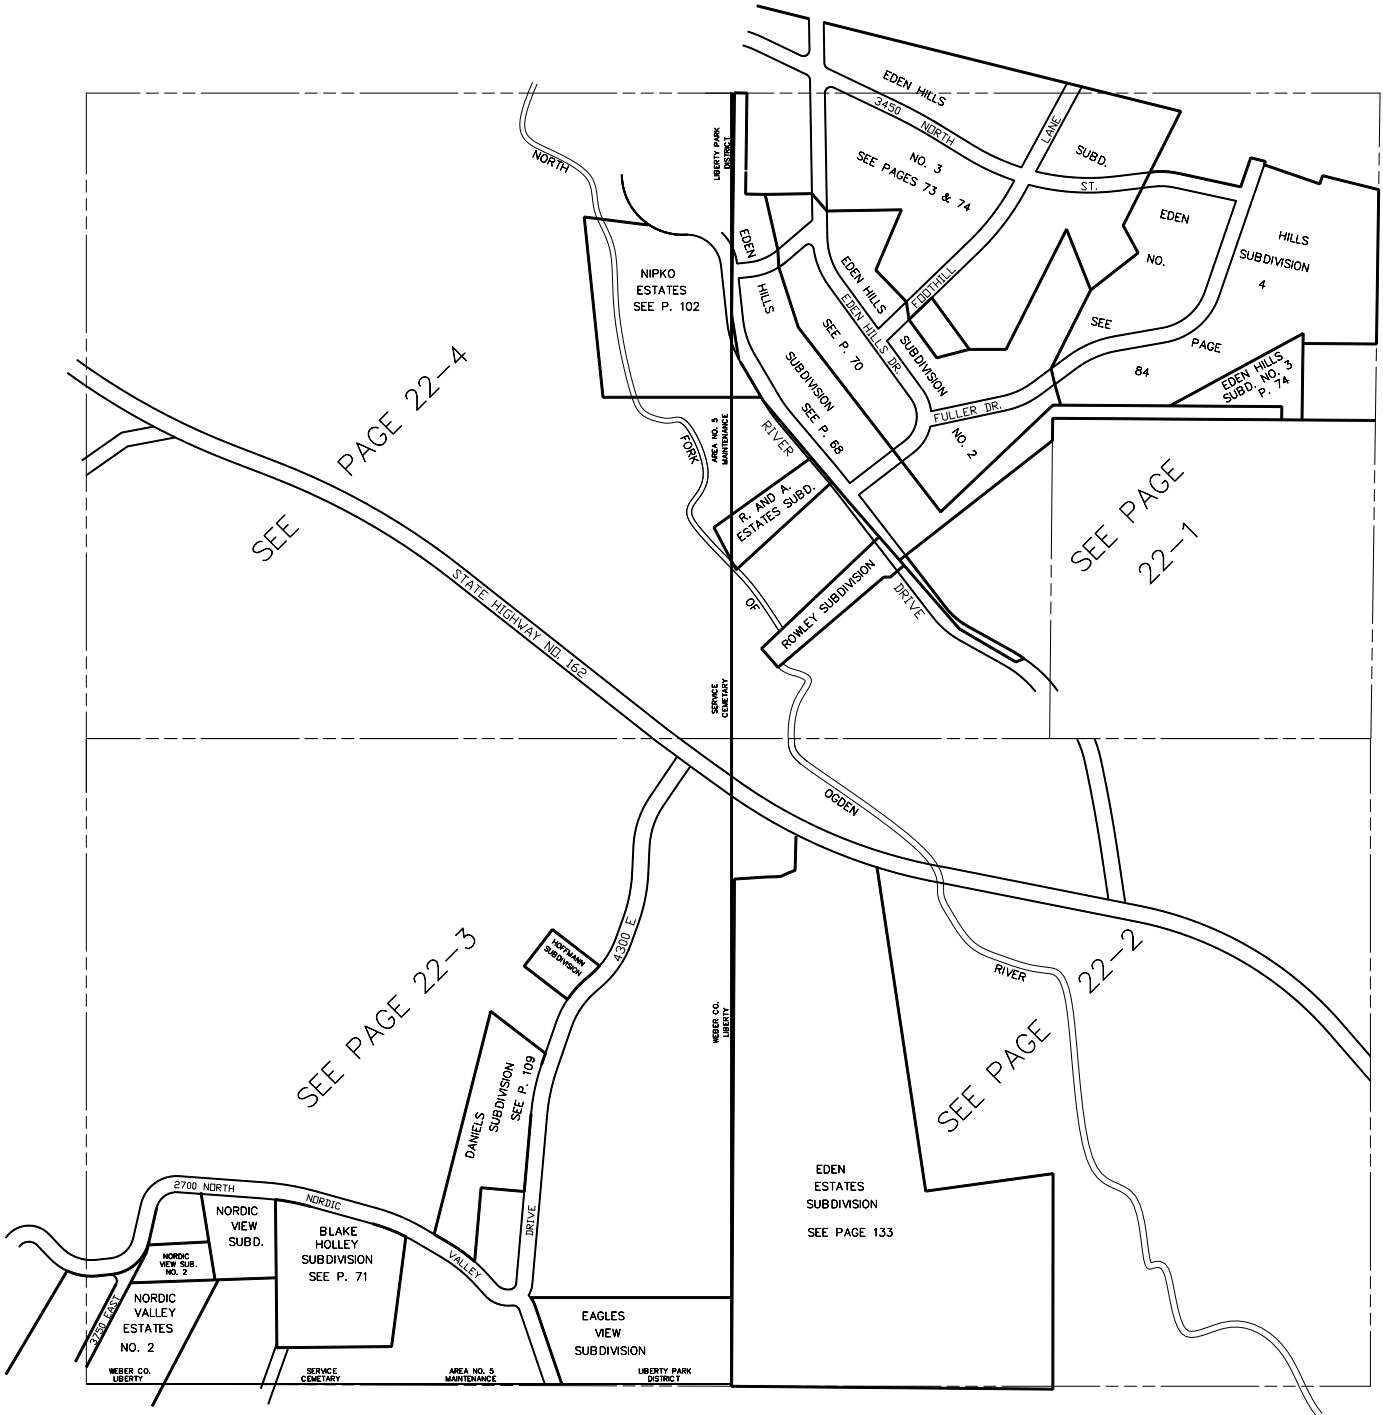 EDEN HILLS
3450 NORTH
LANE
SUBD.
NO. 3
SEE PAGES 73 & 74
ST.
LIBERTY PARK
DISTRICT
NORTH
EDEN
HILLS
EDEN
NO.
HILLS
SUBDIVISION
4
NIPKO
ESTATES
SEE P. 102
EDEN HILLS
EDEN HILLS DR.
FOOTHILL
SUBDIVISION
SEE P. 70
SEE
PAGE
84
EDEN HILLS
SUBD. NO. 3
P. 74
SUBDIVISION
SEE P. 68
FULLER DR.
NO. 2
SEE
PAGE 22-4
FORK
AREA NO. 5
MAINTENANCE
RIVER
R. AND A.
ESTATES SUBD.
SEE PAGE
22-1
STATE HIGHWAY NO. 162
OF
ROWLEY SUBDIVISION
DRIVE
SERVICE
CEMETARY
OGDEN
4300 E
HOFFMANN
SUBDIVISION
SEE PAGE 22-3
RIVER
SEE PAGE
22-2
WEBER CO.
LIBERTY
DANIELS
SUBDIVISION
SEE P. 109
EDEN
ESTATES
SUBDIVISION
SEE PAGE 133
2700 NORTH
NORDIC
VALLEY
DRIVE
NORDIC
VIEW
SUBD.
BLAKE
HOLLEY
SUBDIVISION
SEE P. 71
NORDIC
VIEW SUB.
NO. 2
3750 EAST
NORDIC
VALLEY
ESTATES
NO. 2
EAGLES
VIEW
SUBDIVISION
WEBER CO.
LIBERTY
SERVICE
CEMETARY
AREA NO. 5
MAINTENANCE
LIBERTY PARK
DISTRICT